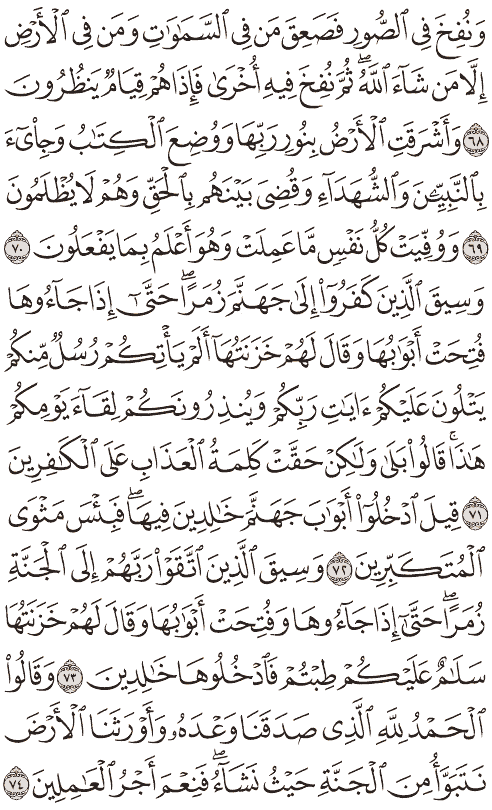 وَنُفِخَ فِي ٱلصُّورِ فَصَعِقَ مَن فِي ٱلسَّمَٰوَٰتِ وَمَن فِي ٱلۡأَرۡضِ
إِلَّا مَن شَآءَ ٱللَّهُۖ ثُمَّ نُفِخَ فِيهِ أُخۡرَىٰ فَإِذَا هُمۡ قِيَامٞ يَنظُرُونَ
٦٨ وَأَشۡرَقَتِ ٱلۡأَرۡضُ بِنُورِ رَبِّهَا وَوُضِعَ ٱلۡكِتَٰبُ وَجِاْيٓءَ
بِٱلنَّبِيِّـۧنَ وَٱلشُّهَدَآءِ وَقُضِيَ بَيۡنَهُم بِٱلۡحَقِّ وَهُمۡ لَا يُظۡلَمُونَ
٦٩ وَوُفِّيَتۡ كُلُّ نَفۡسٖ مَّا عَمِلَتۡ وَهُوَ أَعۡلَمُ بِمَا يَفۡعَلُونَ ٧٠
وَسِيقَ ٱلَّذِينَ كَفَرُوٓاْ إِلَىٰ جَهَنَّمَ زُمَرًاۖ حَتَّىٰٓ إِذَا جَآءُوهَا
فُتِحَتۡ أَبۡوَٰبُهَا وَقَالَ لَهُمۡ خَزَنَتُهَآ أَلَمۡ يَأۡتِكُمۡ رُسُلٞ مِّنكُمۡ
يَتۡلُونَ عَلَيۡكُمۡ ءَايَٰتِ رَبِّكُمۡ وَيُنذِرُونَكُمۡ لِقَآءَ يَوۡمِكُمۡ
هَٰذَاۚ قَالُواْ بَلَىٰ وَلَٰكِنۡ حَقَّتۡ كَلِمَةُ ٱلۡعَذَابِ عَلَى ٱلۡكَٰفِرِينَ
٧١ قِيلَ ٱدۡخُلُوٓاْ أَبۡوَٰبَ جَهَنَّمَ خَٰلِدِينَ فِيهَاۖ فَبِئۡسَ مَثۡوَى
ٱلۡمُتَكَبِّرِينَ ٧٢ وَسِيقَ ٱلَّذِينَ ٱتَّقَوۡاْ رَبَّهُمۡ إِلَى ٱلۡجَنَّةِ
زُمَرًاۖ حَتَّىٰٓ إِذَا جَآءُوهَا وَفُتِحَتۡ أَبۡوَٰبُهَا وَقَالَ لَهُمۡ خَزَنَتُهَا
سَلَٰمٌ عَلَيۡكُمۡ طِبۡتُمۡ فَٱدۡخُلُوهَا خَٰلِدِينَ ٧٣ وَقَالُواْ
ٱلۡحَمۡدُ لِلَّهِ ٱلَّذِي صَدَقَنَا وَعۡدَهُۥ وَأَوۡرَثَنَا ٱلۡأَرۡضَ
نَتَبَوَّأُ مِنَ ٱلۡجَنَّةِ حَيۡثُ نَشَآءُۖ فَنِعۡمَ أَجۡرُ ٱلۡعَٰمِلِينَ ٧٤